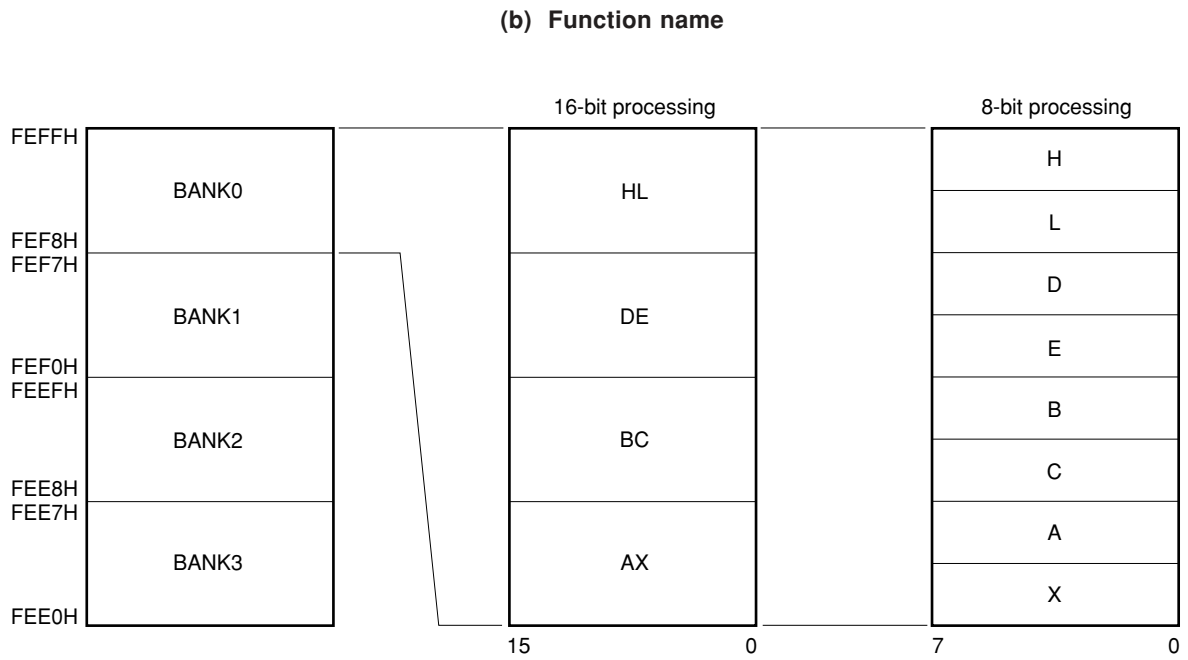 (b) Function name
16-bit processing
8-bit processing
FEFFH
BANK0
HL
H
L
FEF8H
FEF7H
BANK1
DE
D
E
FEF0H
FEEFH
BANK2
BC
B
C
FEE8H
FEE7H
BANK3
AX
A
X
FEE0H
15 0 7 0